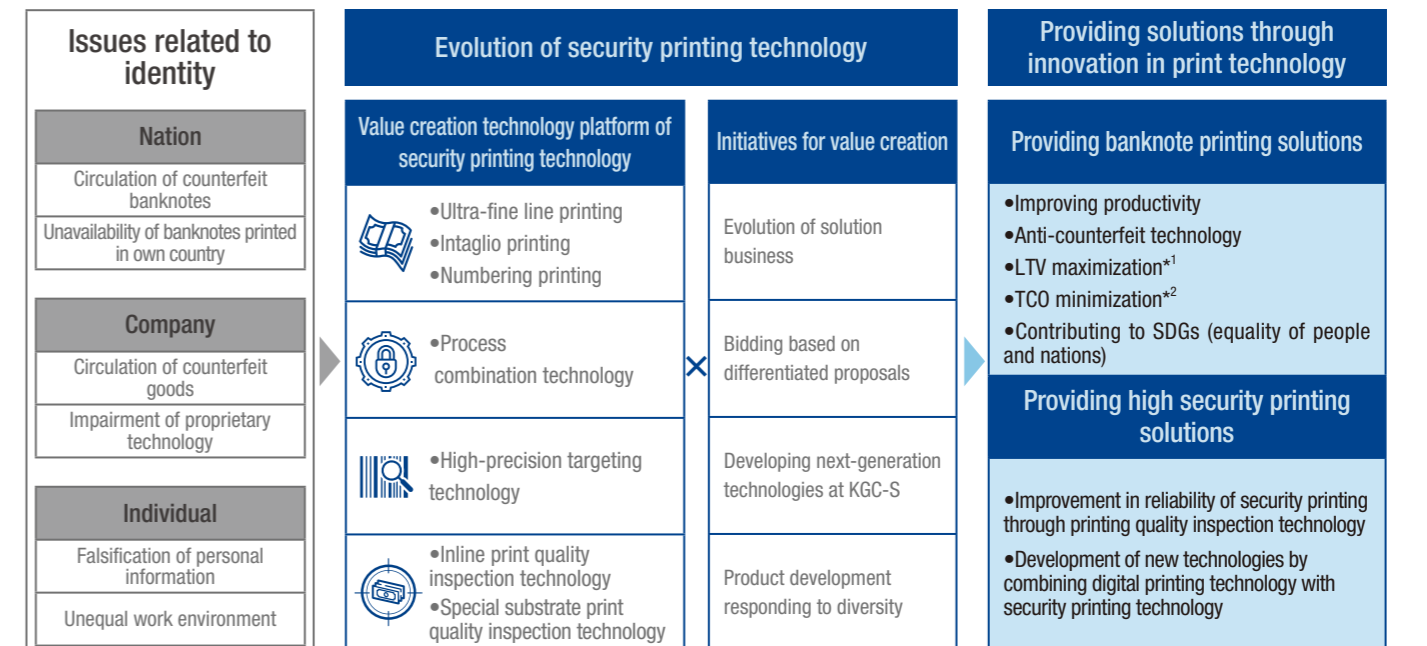 Issues related to
identity
Nation
Circulation of counterfeit
banknotes
Unavailability of banknotes printed
in own country
Company
Circulation of counterfeit
goods
Impairment of proprietary
technology
Individual
Falsification of personal
information
Unequal work environment
Evolution of security printing technology
Value creation technology platform of
security printing technology
•Ultra-fine line printing
•Intaglio printing
•Numbering printing
•Process
combination technology
•High-precision targeting
technology
•Inline print quality
inspection technology
•Special substrate print
quality inspection technology
×
Initiatives for value creation
Evolution of solution
business
Bidding based on
differentiated proposals
Developing next-generation
technologies at KGC-S
Product development
responding to diversity
Providing solutions through
innovation in print technology
Providing banknote printing solutions
•Improving productivity
•Anti-counterfeit technology
•LTV maximization*1
•TCO minimization*2
•Contributing to SDGs (equality of people
and nations)
Providing high security printing
solutions
•Improvement in reliability of security printing
through printing quality inspection technology
•Development of new technologies by
combining digital printing technology with
security printing technology